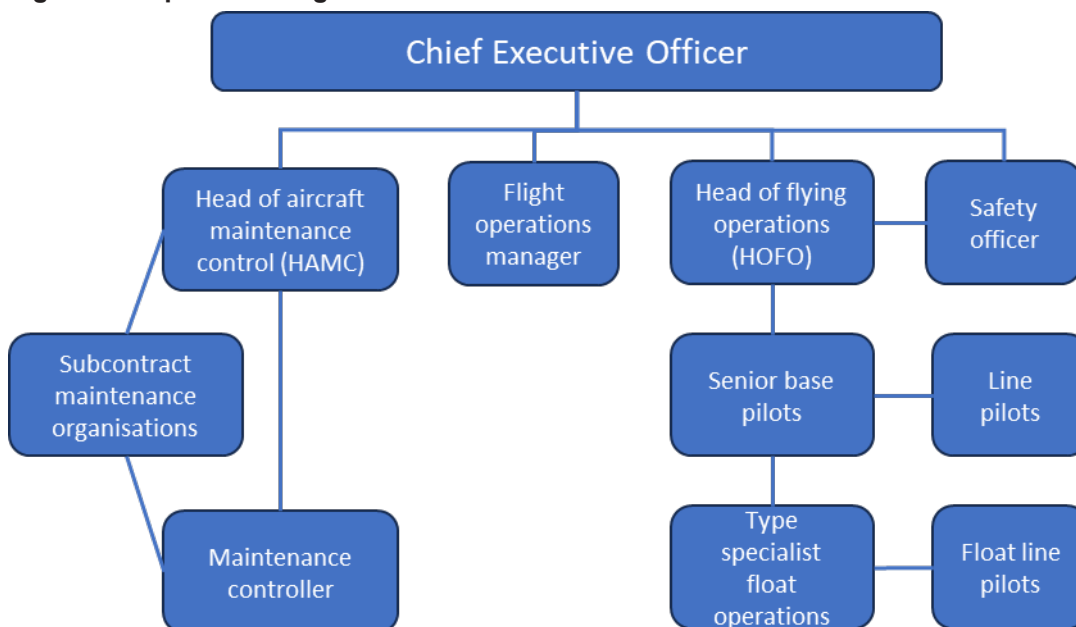 Chief Executive Officer
Head of aircraft
maintenance
control (HAMC)
Flight
operations
manager
Head of flying
operations
(HOFO)
Safety
officer
Subcontract
maintenance
organisations
Senior base
pilots
Line
pilots
Maintenance
controller
Type
specialist
float
operations
Float line
pilots